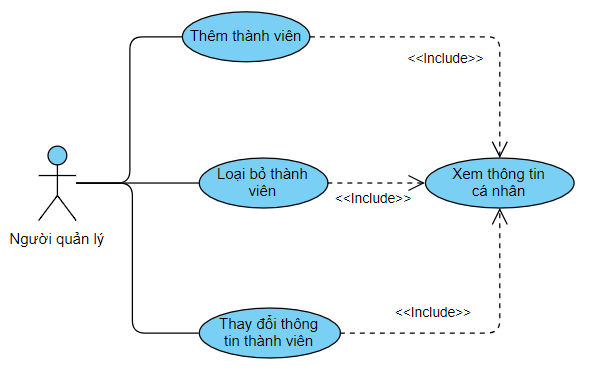 Thêm thành viên
<<Include>>
Loại bỏ thành
viên
<<Include>>
Xem thông tin
cá nhân
Người quản lý
<<Include>>
Thay đổi thông
tin thành viên